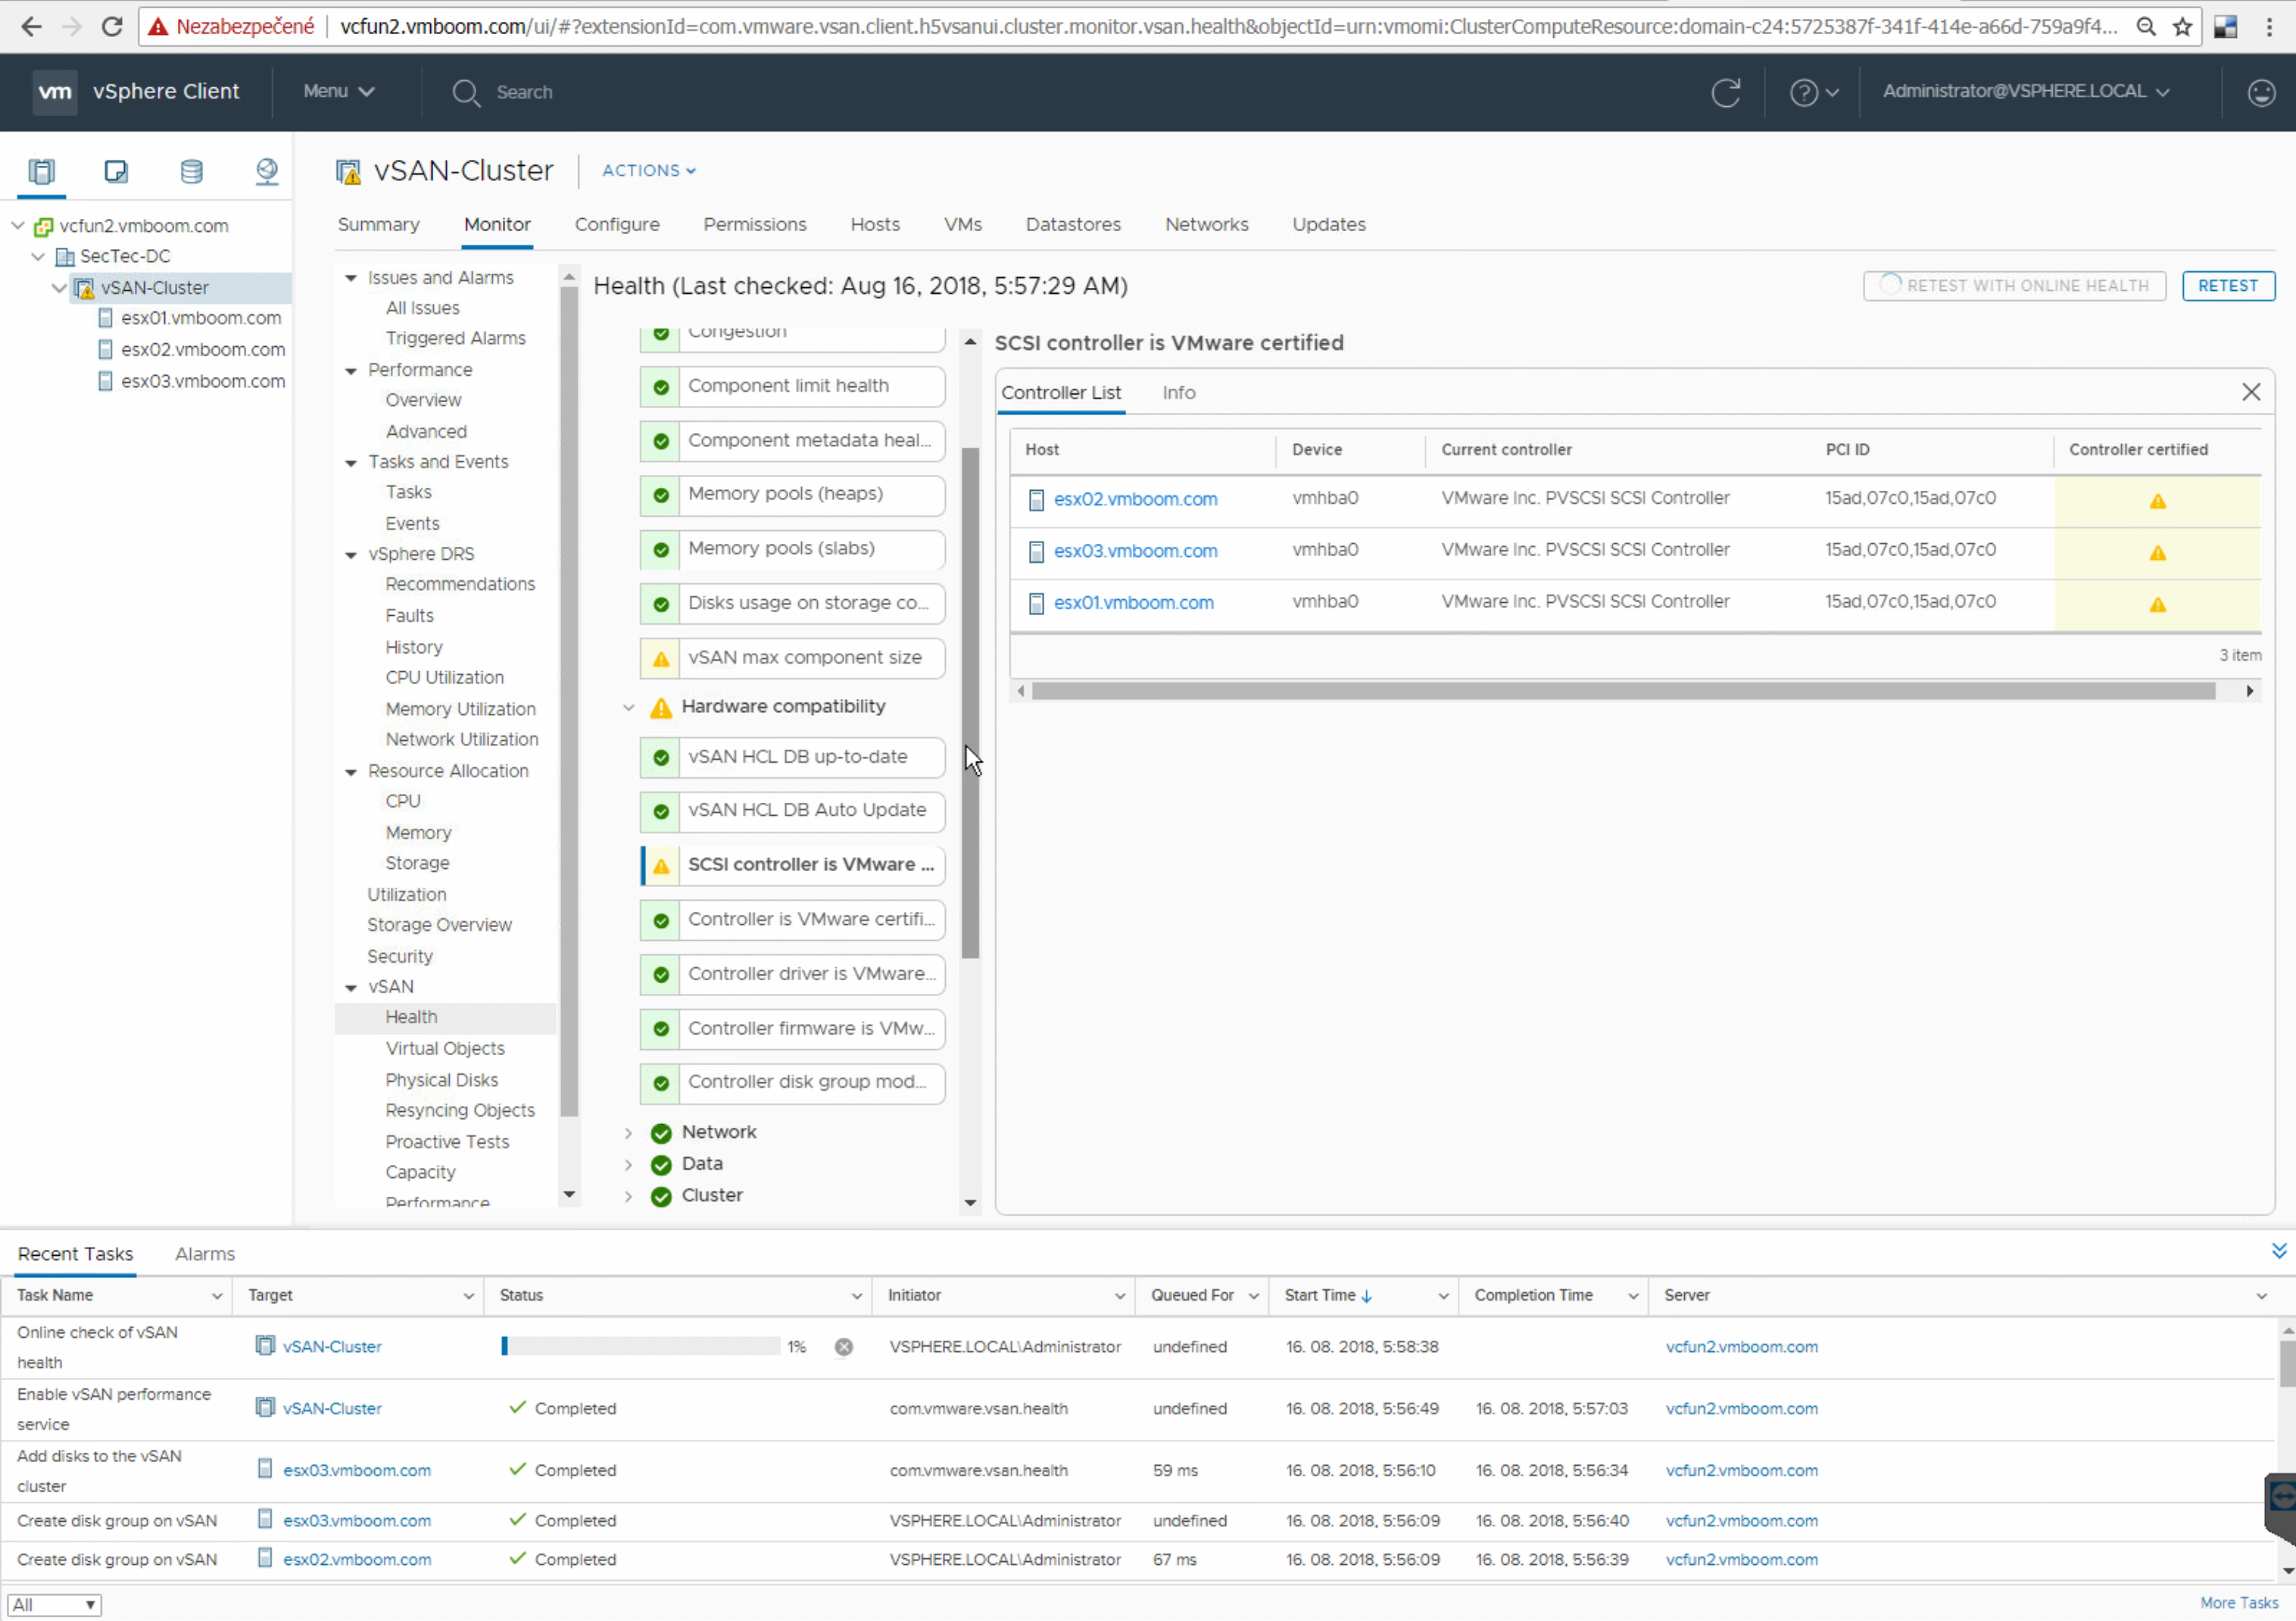 Nezabezpečené vcfun2.vmboom.com/ui/#?extensionId=com.vmware.vsan.client.h5vsanui.cluster.monitor.vsan.health&objectId=urn:vmomi:ClusterComputeResource:domain-c24:5725387f-341f-414e-a66d-759a9f4...
vm vSphere Client Menu Search Administrator@VSPHERE.LOCAL
vcfun2.vmboom.com
SecTec-DC
vSAN-Cluster
esx01.vmboom.com
esx02.vmboom.com
esx03.vmboom.com
vSAN-Cluster ACTIONS
Summary Monitor Configure Permissions Hosts VMs Datastores Networks Updates
Issues and Alarms
All Issues
Triggered Alarms
Performance
Overview
Advanced
Tasks and Events
Tasks
Events
vSphere DRS
Recommendations
Faults
History
CPU Utilization
Memory Utilization
Network Utilization
Resource Allocation
CPU
Memory
Storage
Utilization
Storage Overview
Security
vSAN
Health
Virtual Objects
Physical Disks
Resyncing Objects
Proactive Tests
Capacity
Performance
Health (Last checked: Aug 16, 2018, 5:57:29 AM) RETEST WITH ONLINE HEALTH RETEST
Congestion
Component limit health
Component metadata heal...
Memory pools (heaps)
Memory pools (slabs)
Disks usage on storage co...
vSAN max component size
Hardware compatibility
vSAN HCL DB up-to-date
vSAN HCL DB Auto Update
SCSI controller is VMware ...
Controller is VMware certifi...
Controller driver is VMware...
Controller firmware is VMw...
Controller disk group mod...
Network
Data
Cluster
SCSI controller is VMware certified
Controller List Info
Host Device Current controller PCI ID Controller certified
esx02.vmboom.com vmhba0 VMware Inc. PVSCSI SCSI Controller 15ad,07c0,15ad,07c0
esx03.vmboom.com vmhba0 VMware Inc. PVSCSI SCSI Controller 15ad,07c0,15ad,07c0
esx01.vmboom.com vmhba0 VMware Inc. PVSCSI SCSI Controller 15ad,07c0,15ad,07c0
3 item
Recent Tasks Alarms
Task Name Target Status Initiator Queued For Start Time Completion Time Server
Online check of vSAN
health vSAN-Cluster 1% VSPHERE.LOCAL\Administrator undefined 16. 08. 2018, 5:58:38 vcfun2.vmboom.com
Enable vSAN performance
service vSAN-Cluster Completed com.vmware.vsan.health undefined 16. 08. 2018, 5:56:49 16. 08. 2018, 5:57:03 vcfun2.vmboom.com
Add disks to the vSAN
cluster esx03.vmboom.com Completed com.vmware.vsan.health 59 ms 16. 08. 2018, 5:56:10 16. 08. 2018, 5:56:34 vcfun2.vmboom.com
Create disk group on vSAN esx03.vmboom.com Completed VSPHERE.LOCAL\Administrator undefined 16. 08. 2018, 5:56:09 16. 08. 2018, 5:56:40 vcfun2.vmboom.com
Create disk group on vSAN esx02.vmboom.com Completed VSPHERE.LOCAL\Administrator 67 ms 16. 08. 2018, 5:56:09 16. 08. 2018, 5:56:39 vcfun2.vmboom.com
All More Tasks